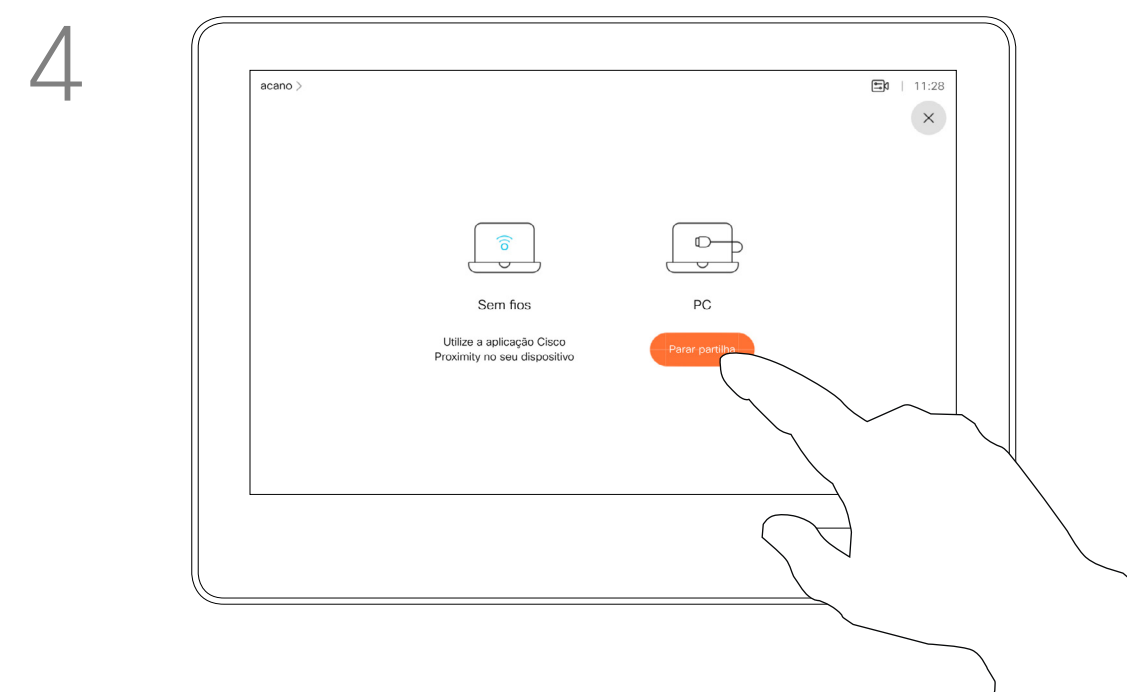 4
acano >
11:28
Sem fios
PC
Utilize a aplicação Cisco
Proximity no seu dispositivo
Parar partilha